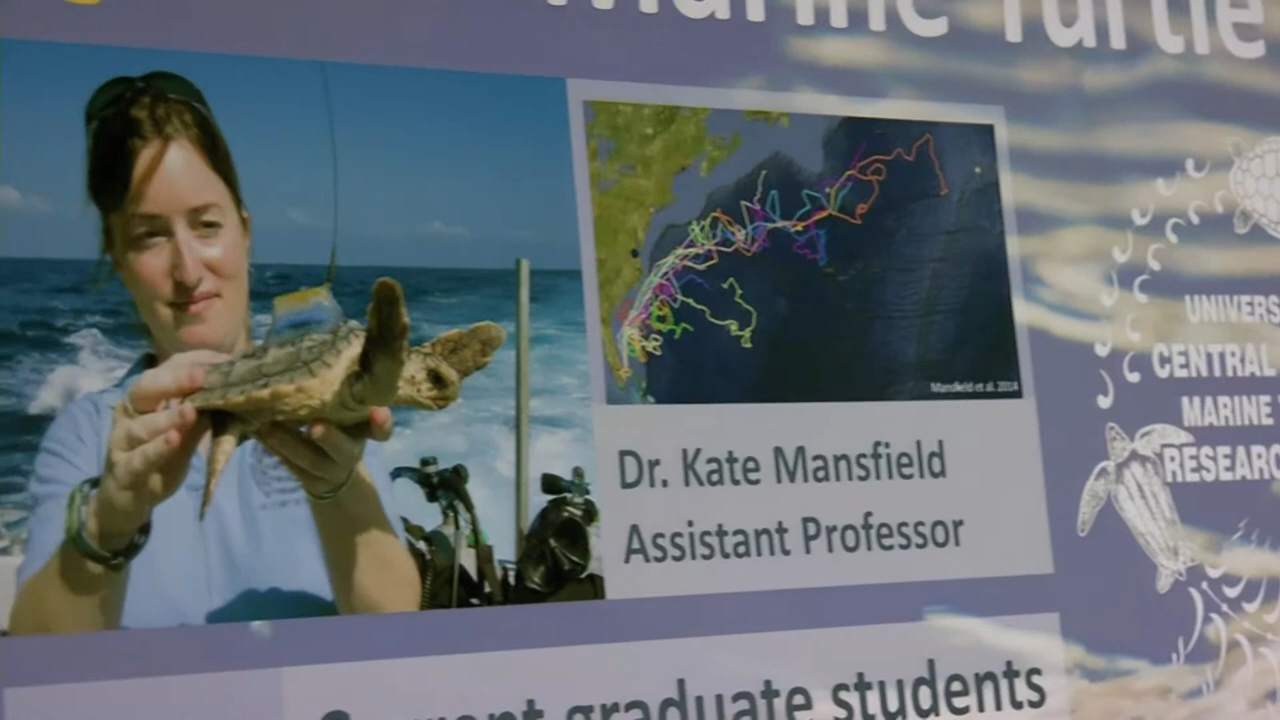 Marine Turtle
Mansfield et al. 2014
Dr. Kate Mansfield
Assistant Professor
UNIVERS
CENTRAL
MARINE
RESEARC
Current graduate students